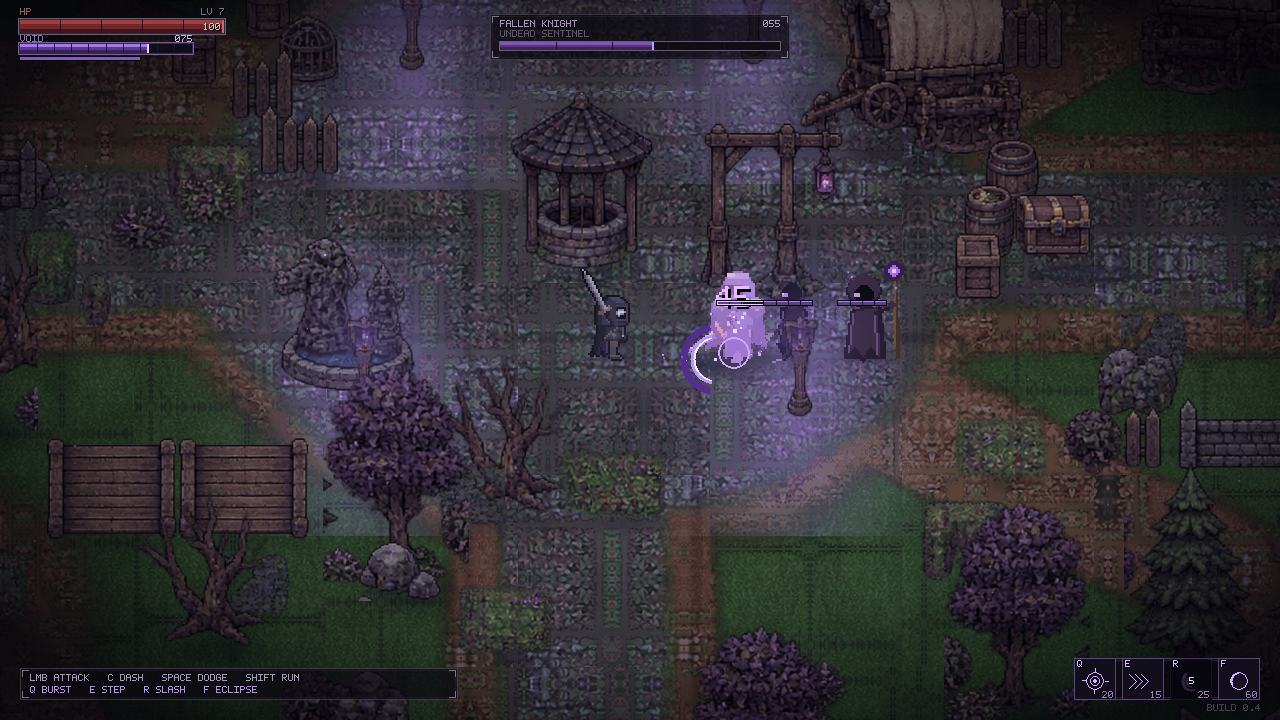 HP LV 7
100
VOID 075
FALLEN KNIGHT 055
UNDEAD SENTINEL
LMB ATTACK C DASH SPACE DODGE SHIFT RUN
Q BURST E STEP R SLASH F ECLIPSE
Q E R F
5
20 15 25 60
BUILD 0.4